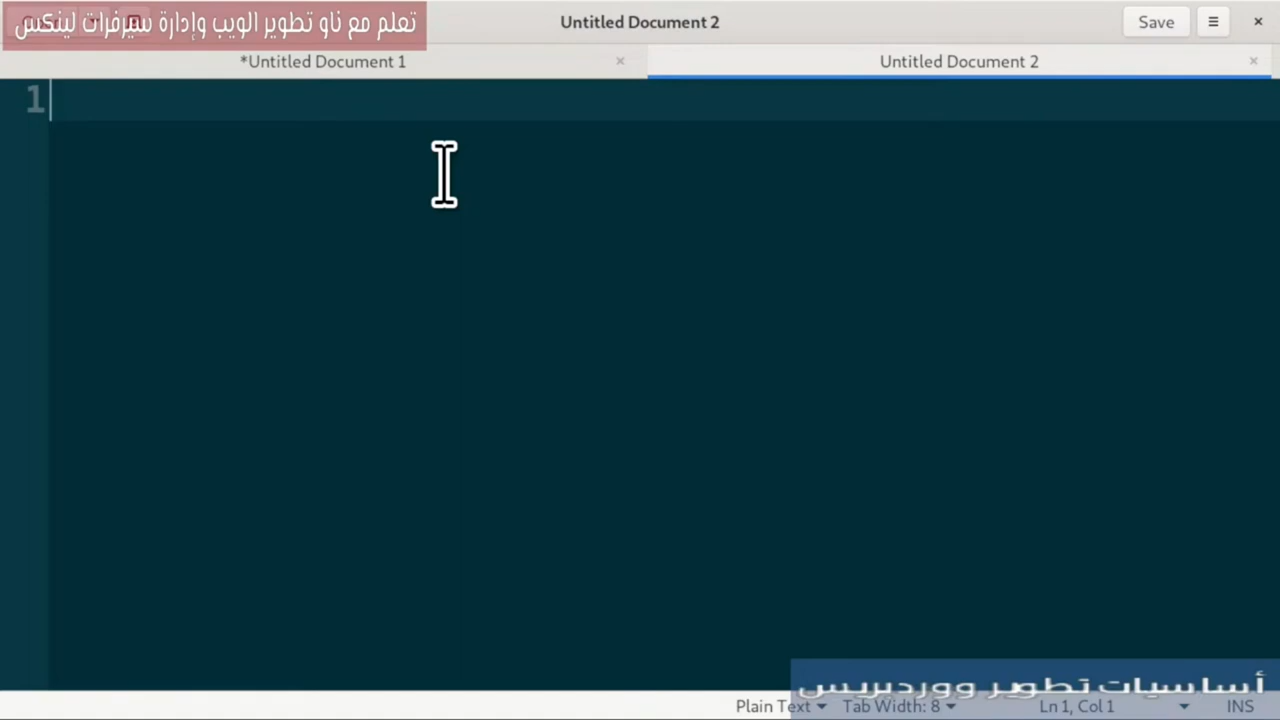 تعلم مع ناو تطوير الويب وإدارة سيرفرات لينكس
Untitled Document 2
Save
*Untitled Document 1
Untitled Document 2
1
أساسيات تطوير ووردبريس
Plain Text
Tab Width: 8
Ln 1, Col 1
INS